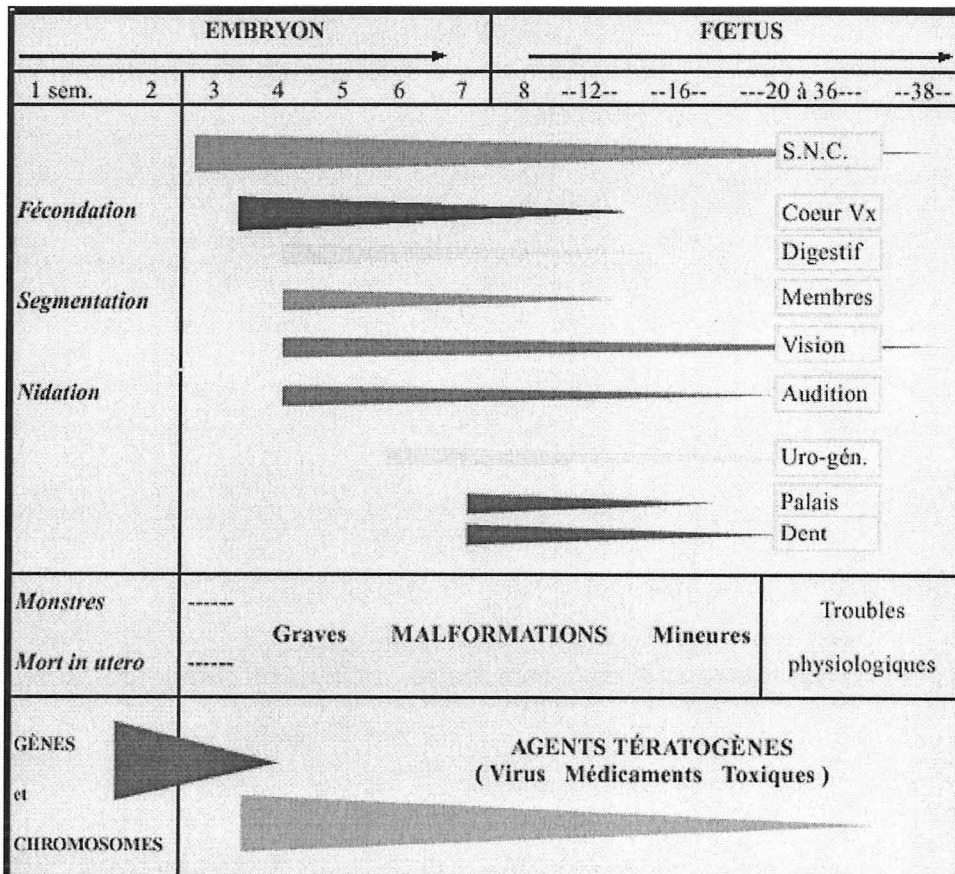 EMBRYON FŒTUS
1 sem. 2 3 4 5 6 7 8 --12-- --16-- ---20 à 36--- --38--
S.N.C.
Fécondation Coeur Vx
Digestif
Segmentation Membres
Vision
Nidation Audition
Uro-gén.
Palais
Dent
Monstres ----- Troubles
Graves MALFORMATIONS Mineures
Mort in utero ----- physiologiques
GÈNES AGENTS TÉRATOGÈNES
( Virus Médicaments Toxiques )
et
CHROMOSOMES